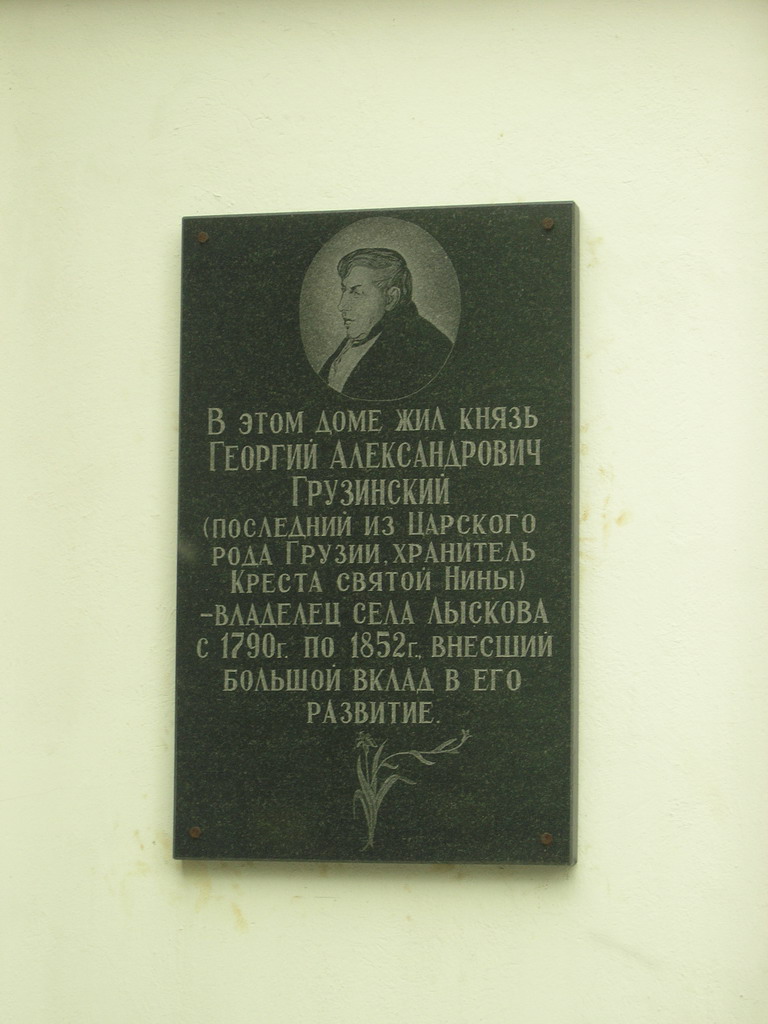 В этом доме жил князь
Георгий Александрович
Грузинский
(последний из Царского
рода Грузии, хранитель
Креста святой Нины)
-владелец села Лыскова
с 1790г. по 1852г., внесший
большой вклад в его
развитие.